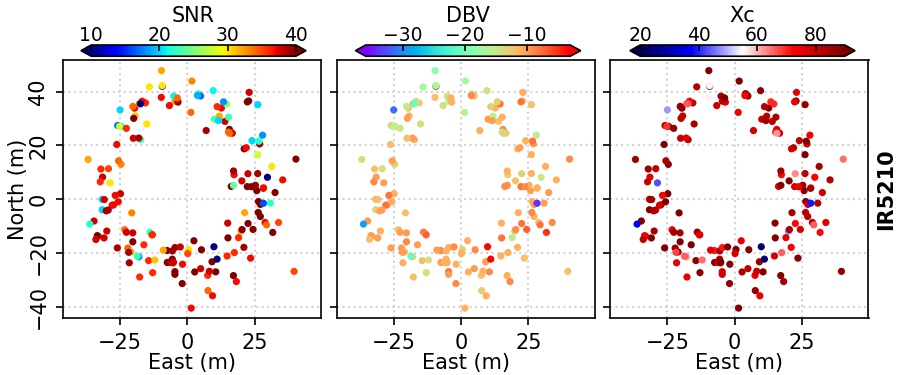 SNR DBV Xc
10 20 30 40 −30 −20 −10 20 40 60 80
40
20
0
−20
−40
North (m)
−25 0 25 −25 0 25 −25 0 25
East (m) East (m) East (m)
IR5210